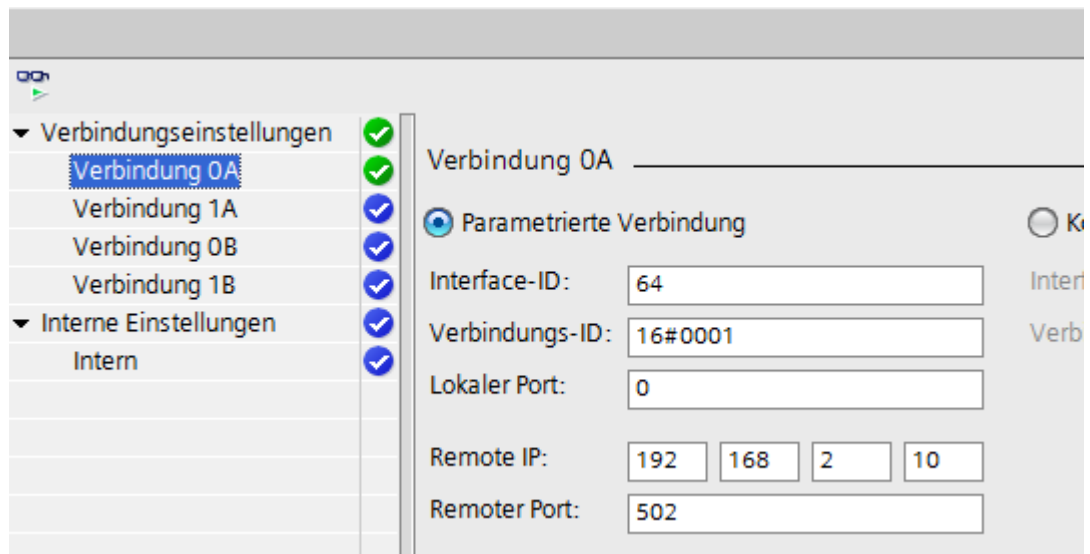 Verbindungseinstellungen
Verbindung 0A
Verbindung 1A
Verbindung 0B
Verbindung 1B
Interne Einstellungen
Intern
Verbindung 0A
Parametrierte Verbindung
Interface-ID: 64
Verbindungs-ID: 16#0001
Lokaler Port: 0
Remote IP: 192 168 2 10
Remoter Port: 502